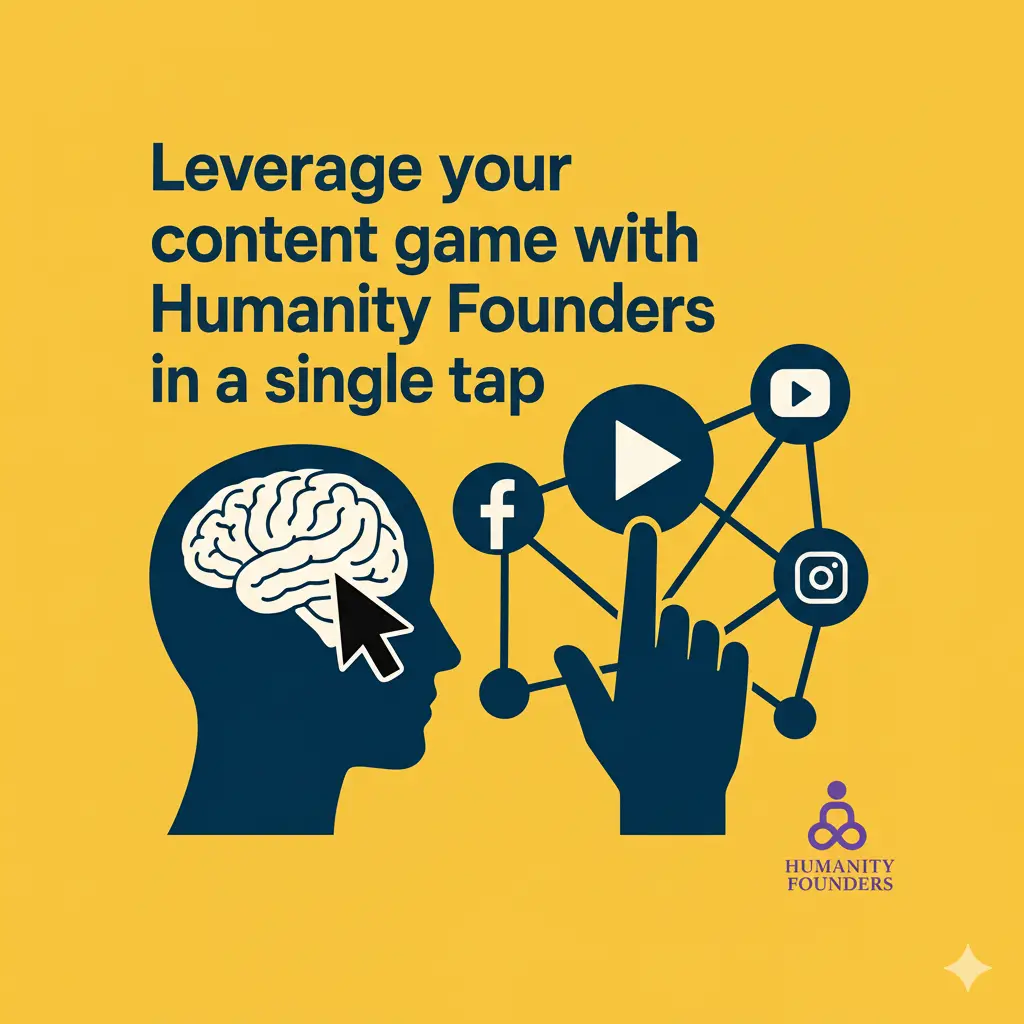 Leverage your
content game with
Humanity Founders
in a single tap
HUMANITY
FOUNDERS